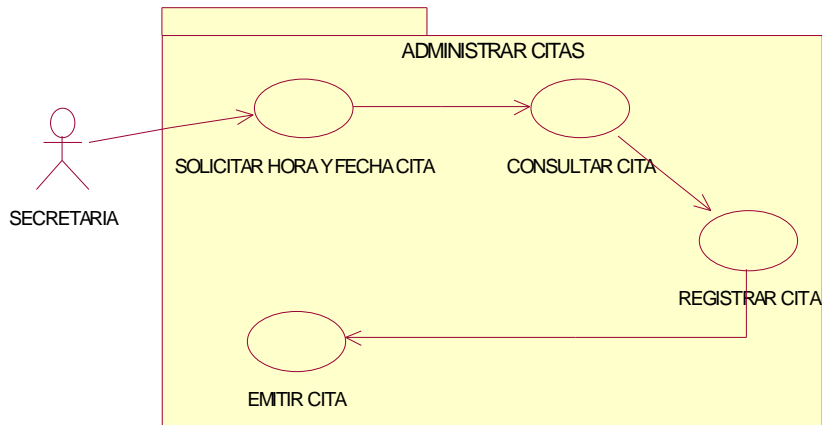 ADMINISTRAR CITAS
SOLICITAR HORA Y FECHA CITA
CONSULTAR CITA
SECRETARIA
REGISTRAR CITA
EMITIR CITA